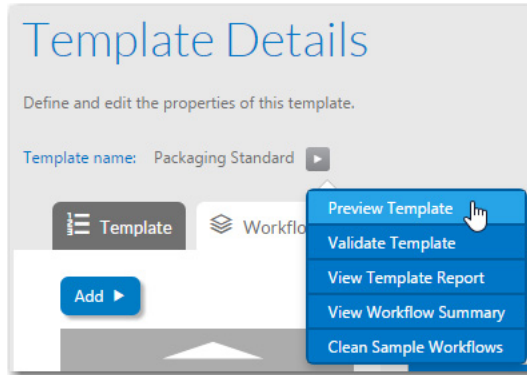 Template Details
Define and edit the properties of this template.
Template name: Packaging Standard
Preview Template
Template
Workflo
Validate Template
View Template Report
Add
View Workflow Summary
Clean Sample Workflows